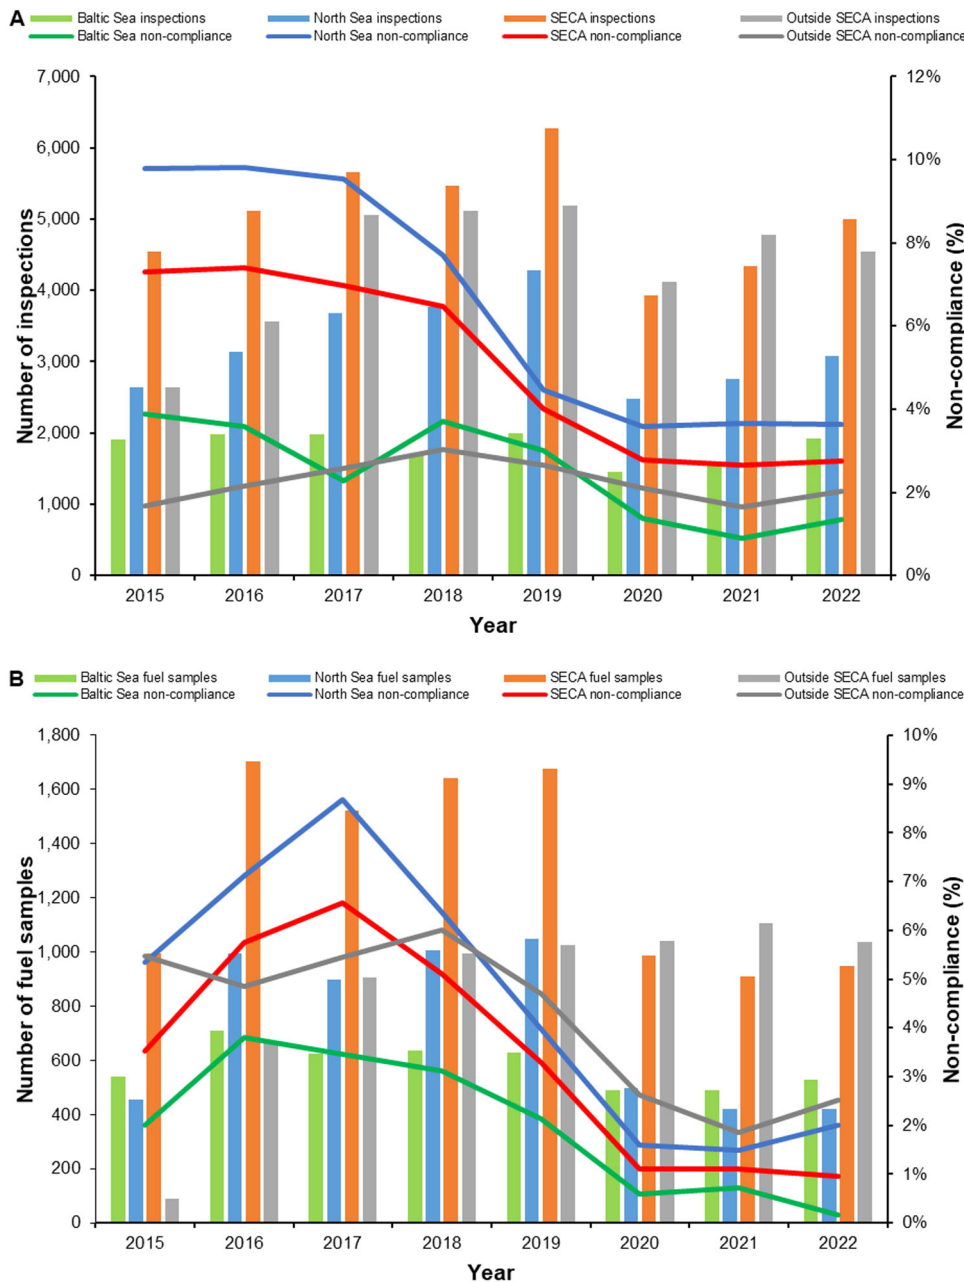 A
Baltic Sea inspections North Sea inspections SECA inspections Outside SECA inspections
Baltic Sea non-compliance North Sea non-compliance SECA non-compliance Outside SECA non-compliance
7,000 12%
6,000 10%
5,000 8%
4,000 6%
3,000 4%
2,000 2%
1,000 0%
0
Number of inspections
Non-compliance (%)
2015 2016 2017 2018 2019 2020 2021 2022
Year
B
Baltic Sea fuel samples North Sea fuel samples SECA fuel samples Outside SECA fuel samples
Baltic Sea non-compliance North Sea non-compliance SECA non-compliance Outside SECA non-compliance
1,800 10%
1,600 9%
1,400 8%
1,200 7%
1,000 6%
800 5%
600 4%
400 3%
200 2%
0 1%
0%
Number of fuel samples
Non-compliance (%)
2015 2016 2017 2018 2019 2020 2021 2022
Year